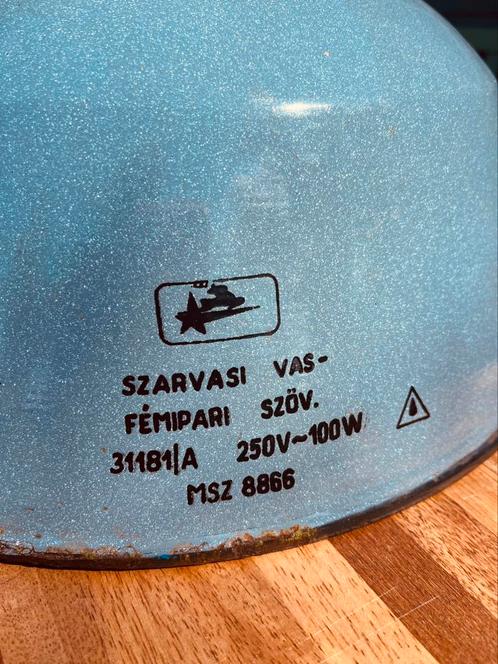 SZARVASI VAS-
FÉMIPARI SZÖV.
31181/A 250V~100W
MSZ 8866